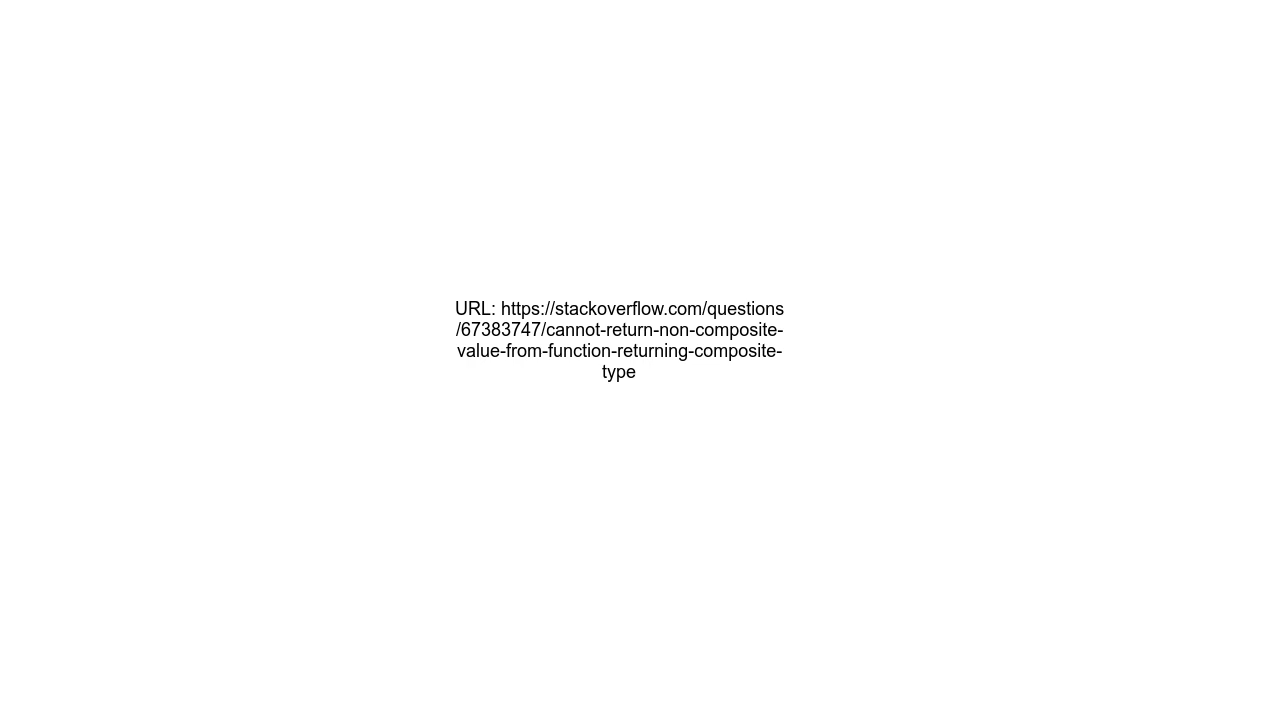 URL: https://stackoverflow.com/questions
/67383747/cannot-return-non-composite-
value-from-function-returning-composite-
type